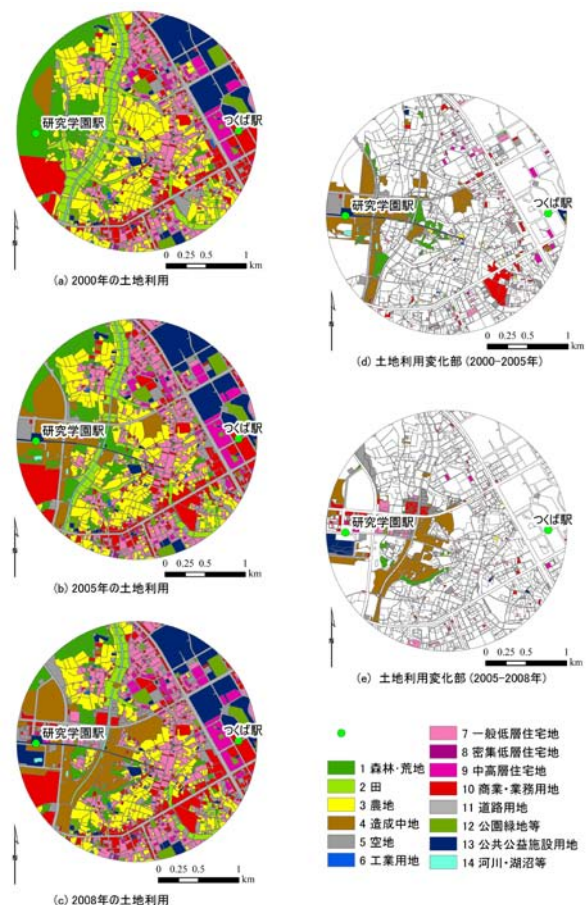 研究学園駅
つくば駅
0 0.25 0.5 1
km
N
(a) 2000年の土地利用
研究学園駅
つくば駅
0 0.25 0.5 1
km
N
(b) 2005年の土地利用
研究学園駅
つくば駅
0 0.25 0.5 1
km
N
(c) 2008年の土地利用
研究学園駅
つくば駅
0 0.25 0.5 1
km
N
(d) 土地利用変化部(2000-2005年)
研究学園駅
つくば駅
0 0.25 0.5 1
km
N
(e) 土地利用変化部(2005-2008年)
1 森林・荒地
2 田
3 農地
4 造成中地
5 空地
6 工業用地
7 一般低層住宅地
8 密集低層住宅地
9 中高層住宅地
10 商業・業務用地
11 道路用地
12 公園緑地等
13 公共公益施設用地
14 河川・湖沼等